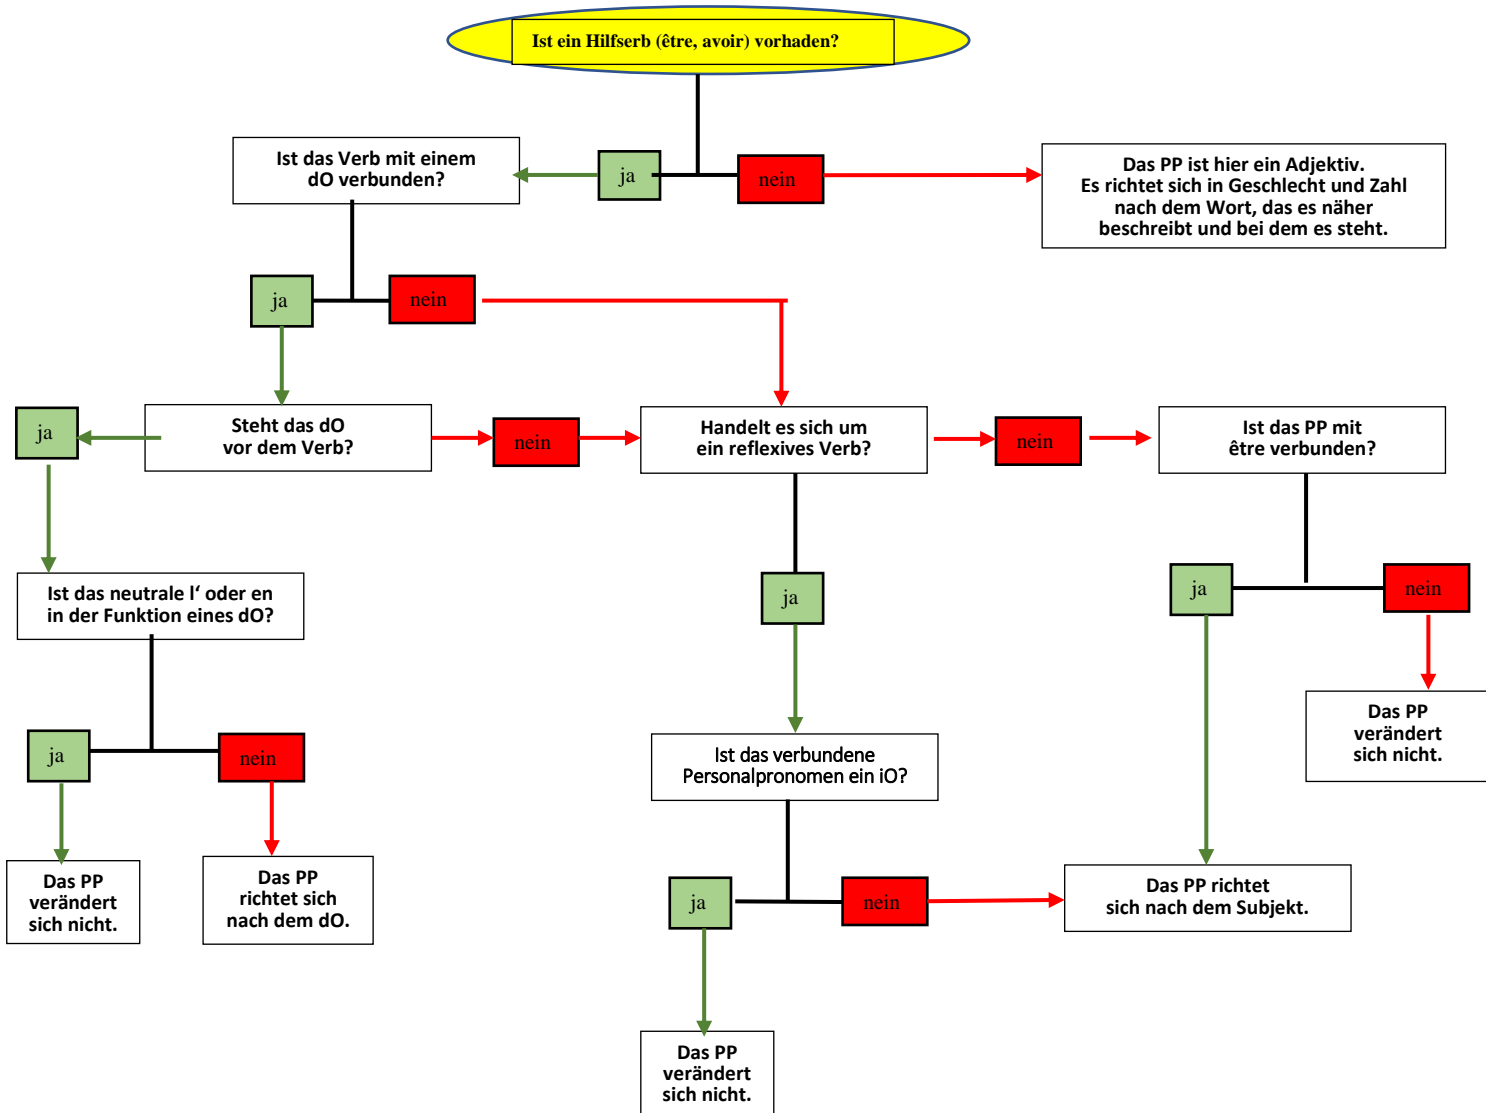 Ist ein Hilfserb (être, avoir) vorhaden?
Ist das Verb mit einem
dO verbunden?
ja
nein
Das PP ist hier ein Adjektiv.
Es richtet sich in Geschlecht und Zahl
nach dem Wort, das es näher
beschreibt und bei dem es steht.
ja
nein
ja
Steht das dO
vor dem Verb?
nein
Handelt es sich um
ein reflexives Verb?
nein
Ist das PP mit
être verbunden?
Ist das neutrale l‘ oder en
in der Funktion eines dO?
ja
ja
nein
ja
nein
Ist das verbundene
Personalpronomen ein iO?
Das PP
verändert
sich nicht.
Das PP
verändert
sich nicht.
Das PP
richtet sich
nach dem dO.
ja
nein
Das PP richtet
sich nach dem Subjekt.
Das PP
verändert
sich nicht.